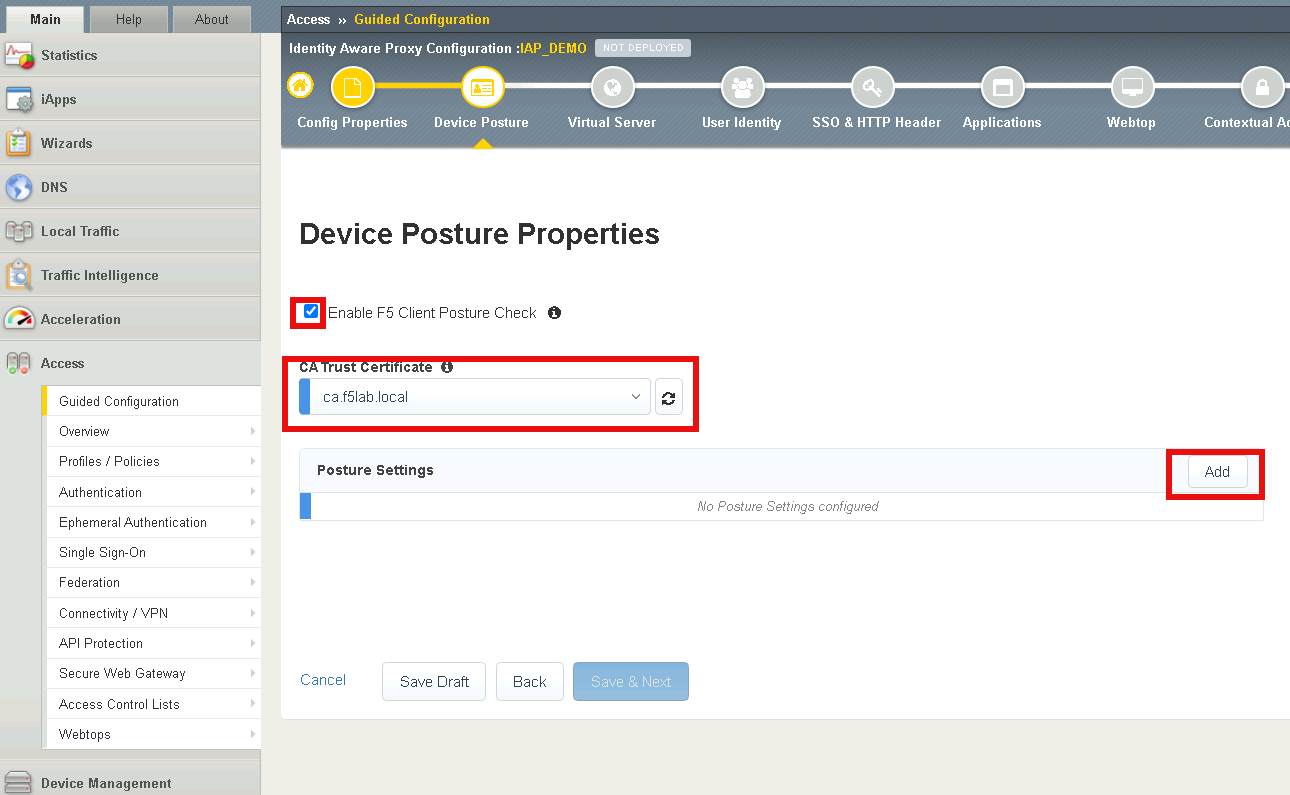 Main Help About
Access » Guided Configuration
Identity Aware Proxy Configuration :IAP_DEMO NOT DEPLOYED
Config Properties Device Posture Virtual Server User Identity SSO & HTTP Header Applications Webtop Contextual Ac
Statistics
iApps
Wizards
DNS
Local Traffic
Traffic Intelligence
Acceleration
Access
Guided Configuration
Overview
Profiles / Policies
Authentication
Ephemeral Authentication
Single Sign-On
Federation
Connectivity / VPN
API Protection
Secure Web Gateway
Access Control Lists
Webtops
Device Management
Device Posture Properties
Enable F5 Client Posture Check
CA Trust Certificate
ca.f5lab.local
Posture Settings Add
No Posture Settings configured
Cancel Save Draft Back Save & Next